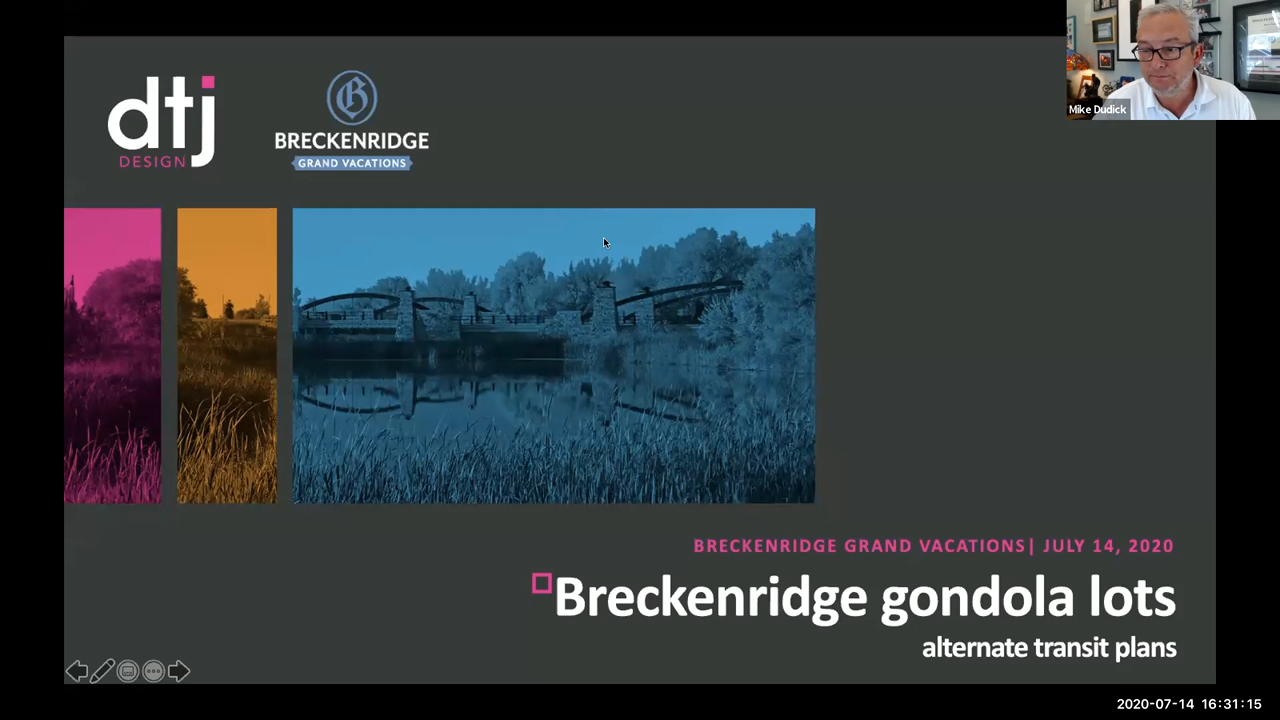 dtj
DESIGN
B
BRECKENRIDGE
GRAND VACATIONS
Mike Dudick
BRECKENRIDGE GRAND VACATIONS| JULY 14, 2020
Breckenridge gondola lots
alternate transit plans
2020-07-14 16:31:15